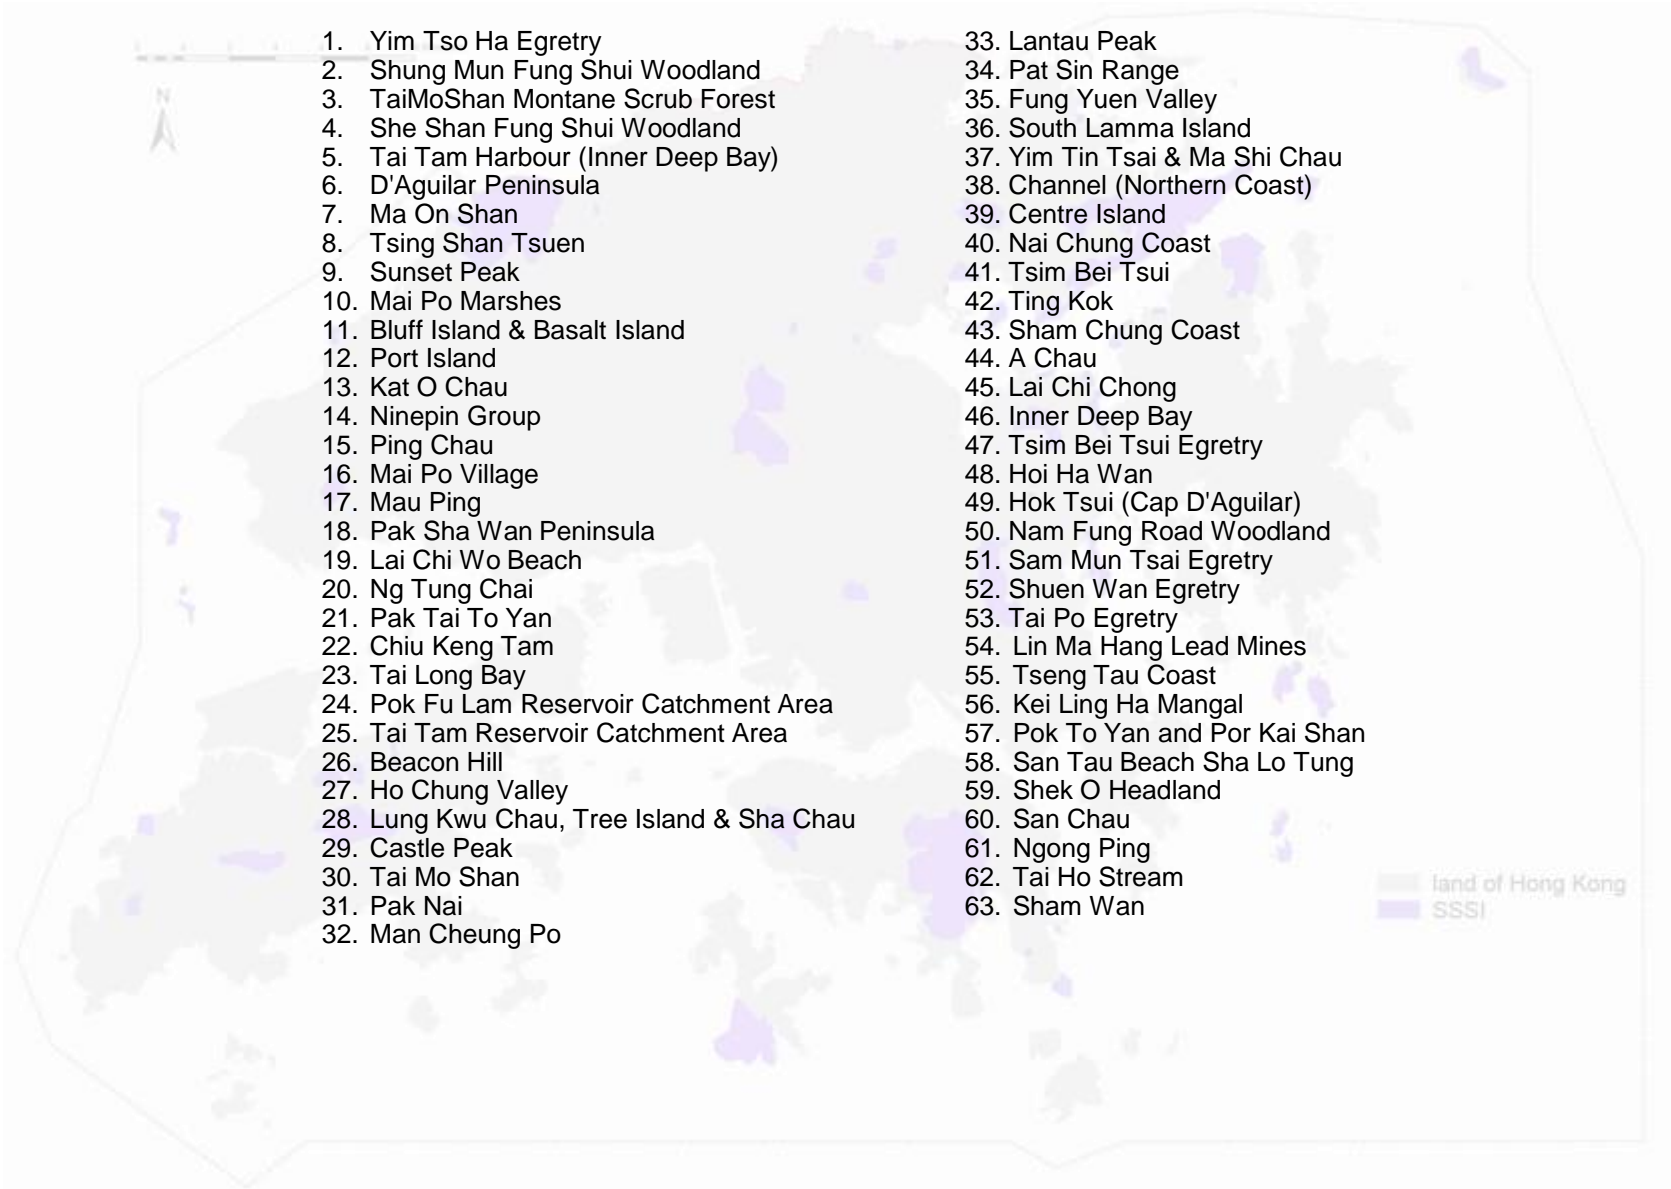 1. Yim Tso Ha Egretry
2. Shung Mun Fung Shui Woodland
3. TaiMoShan Montane Scrub Forest
4. She Shan Fung Shui Woodland
5. Tai Tam Harbour (Inner Deep Bay)
6. D'Aguilar Peninsula
7. Ma On Shan
8. Tsing Shan Tsuen
9. Sunset Peak
10. Mai Po Marshes
11. Bluff Island & Basalt Island
12. Port Island
13. Kat O Chau
14. Ninepin Group
15. Ping Chau
16. Mai Po Village
17. Mau Ping
18. Pak Sha Wan Peninsula
19. Lai Chi Wo Beach
20. Ng Tung Chai
21. Pak Tai To Yan
22. Chiu Keng Tam
23. Tai Long Bay
24. Pok Fu Lam Reservoir Catchment Area
25. Tai Tam Reservoir Catchment Area
26. Beacon Hill
27. Ho Chung Valley
28. Lung Kwu Chau, Tree Island & Sha Chau
29. Castle Peak
30. Tai Mo Shan
31. Pak Nai
32. Man Cheung Po
33. Lantau Peak
34. Pat Sin Range
35. Fung Yuen Valley
36. South Lamma Island
37. Yim Tin Tsai & Ma Shi Chau
38. Channel (Northern Coast)
39. Centre Island
40. Nai Chung Coast
41. Tsim Bei Tsui
42. Ting Kok
43. Sham Chung Coast
44. A Chau
45. Lai Chi Chong
46. Inner Deep Bay
47. Tsim Bei Tsui Egretry
48. Hoi Ha Wan
49. Hok Tsui (Cap D'Aguilar)
50. Nam Fung Road Woodland
51. Sam Mun Tsai Egretry
52. Shuen Wan Egretry
53. Tai Po Egretry
54. Lin Ma Hang Lead Mines
55. Tseng Tau Coast
56. Kei Ling Ha Mangal
57. Pok To Yan and Por Kai Shan
58. San Tau Beach Sha Lo Tung
59. Shek O Headland
60. San Chau
61. Ngong Ping
62. Tai Ho Stream
63. Sham Wan
N
land of Hong Kong
SSSI